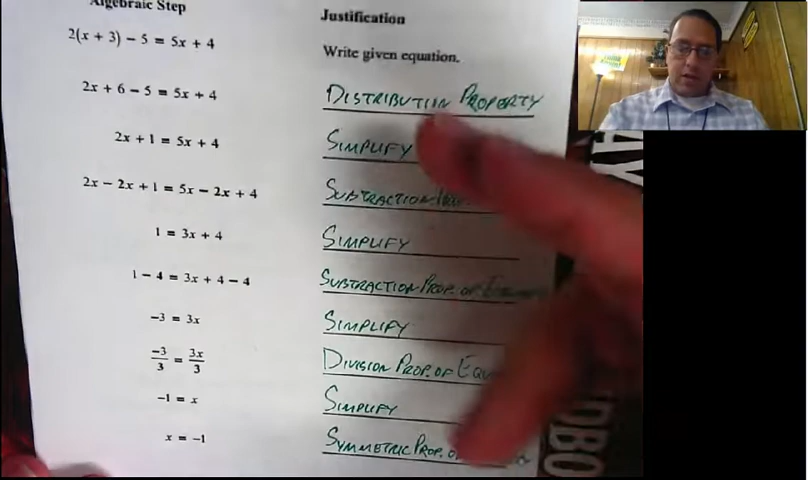 Algebraic Step Justification
2(x + 3) − 5 = 5x + 4 Write given equation.
2x + 6 − 5 = 5x + 4 DISTRIBUTION PROPERTY
2x + 1 = 5x + 4 SIMPLIFY
2x − 2x + 1 = 5x − 2x + 4 SUBTRACTION
1 = 3x + 4 SIMPLIFY
1 − 4 = 3x + 4 − 4 SUBTRACTION PROP. OF
−3 = 3x SIMPLIFY
−3/3 = 3x/3 DIVISION PROP. OF
−1 = x SIMPLIFY
x = −1 SYMMETRIC PROP.